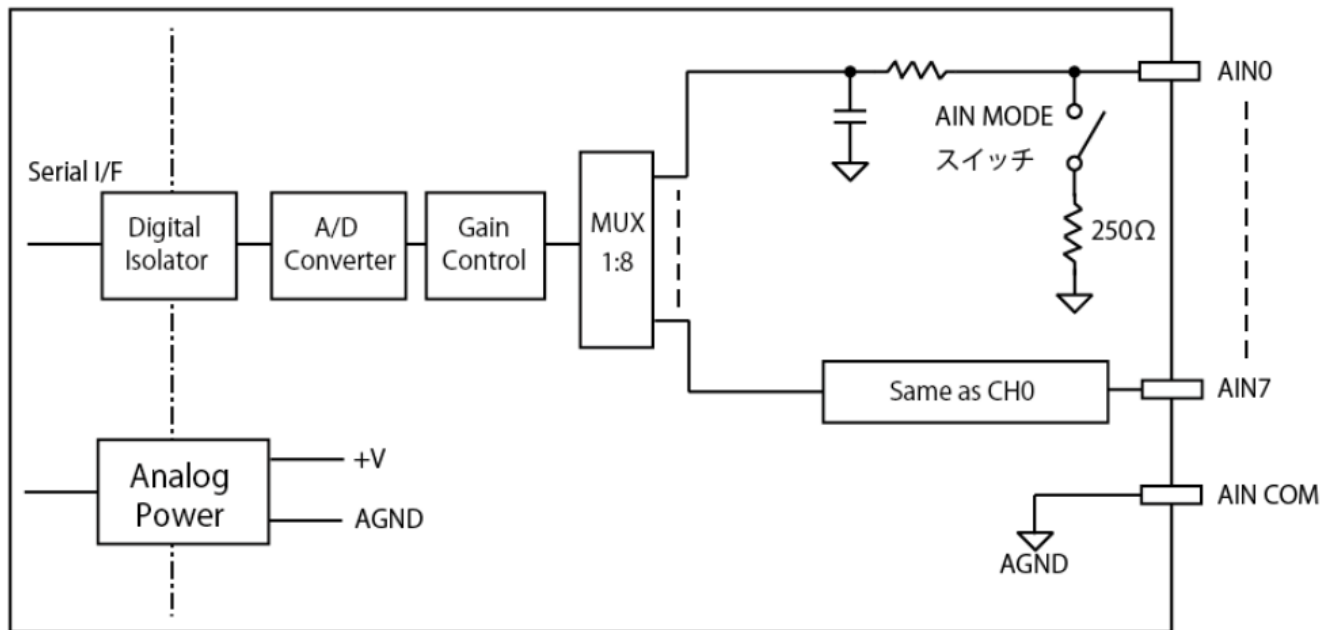 AIN0
AIN MODE
スイッチ
Serial I/F
Digital
Isolator
A/D
Converter
Gain
Control
MUX
1:8
250Ω
Same as CH0
AIN7
Analog
Power
+V
AGND
AIN COM
AGND